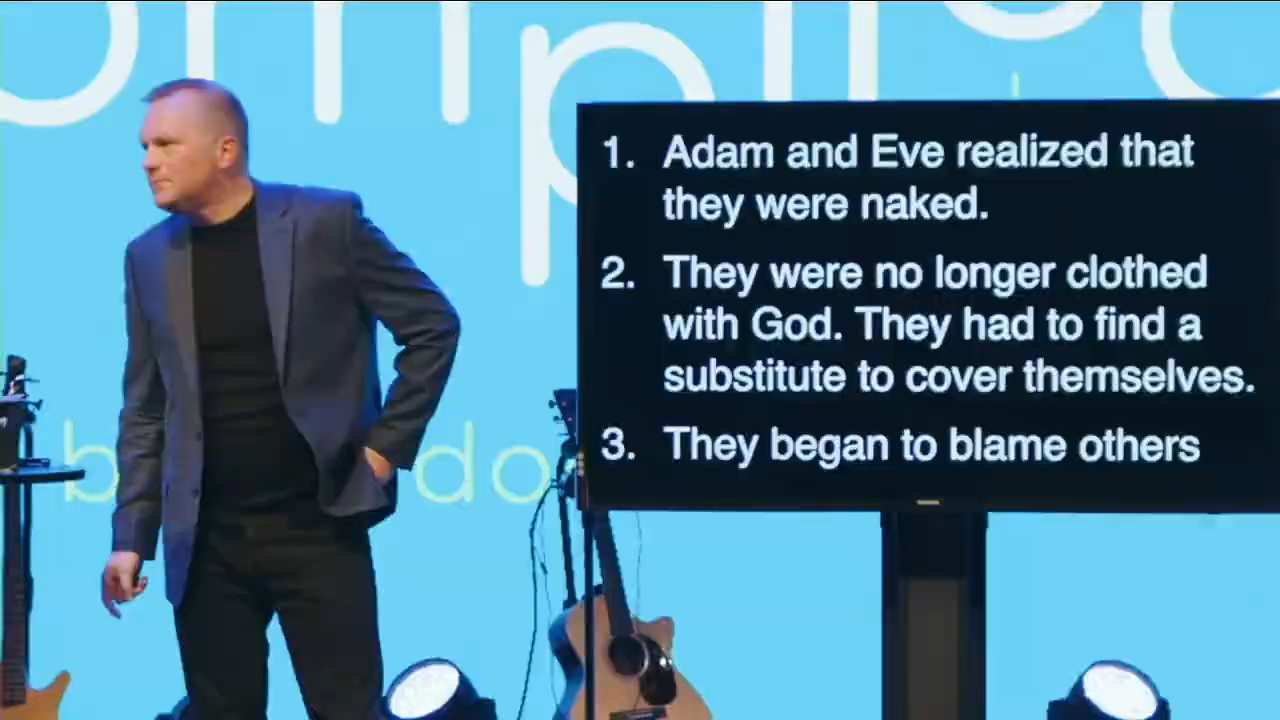 1. Adam and Eve realized that
they were naked.
2. They were no longer clothed
with God. They had to find a
substitute to cover themselves.
3. They began to blame others